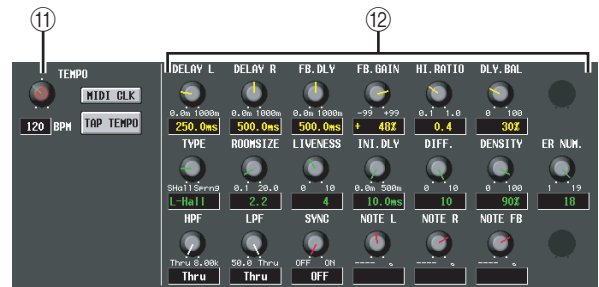 ⑪ ⑫
TEMPO
MIDI CLK
120 BPM TAP TEMPO
DELAY L DELAY R FB.DLY FB.GAIN HI.RATIO DLY.BAL
0.0m 1000m 0.0m 1000m 0.0m 1000m -99 +99 0.1 1.0 0 100
250.0ms 500.0ms 500.0ms + 48% 0.4 30%
TYPE ROOMSIZE LIVENESS INI.DLY DIFF. DENSITY ER NUM.
SHallSprng 0.1 20.0 0 10 0.0m 500m 0 10 0 100 1 19
L-Hall 2.2 4 10.0ms 10 90% 18
HPF LPF SYNC NOTE L NOTE R NOTE FB
Thru 8.00k 50.0 Thru OFF ON ---- ---- ----
Thru Thru OFF